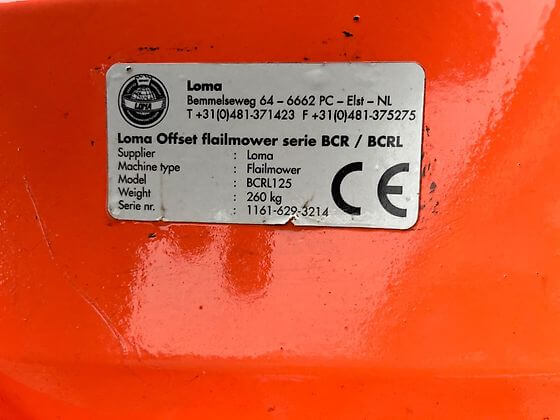 LOMA
Loma
Bemmelseweg 64 – 6662 PC – Elst – NL
T +31(0)481-371423 F +31(0)481-375275
Loma Offset flailmower serie BCR / BCRL
Supplier : Loma
Machine type : Flailmower
Model : BCRL125
Weight : 260 kg
Serie nr. : 1161-629-3214
CE